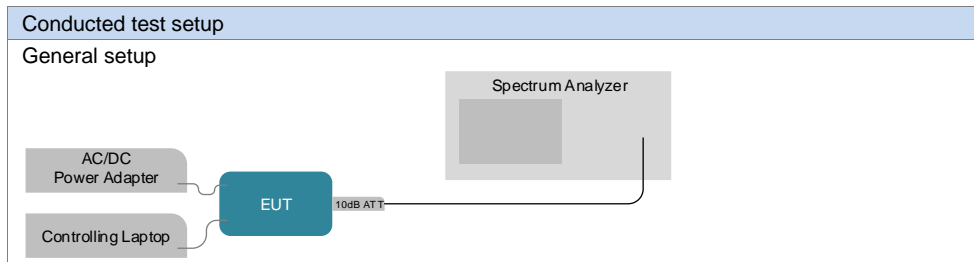 Conducted test setup
General setup
Spectrum Analyzer
AC/DC
Power Adapter
EUT
10dB ATT
Controlling Laptop